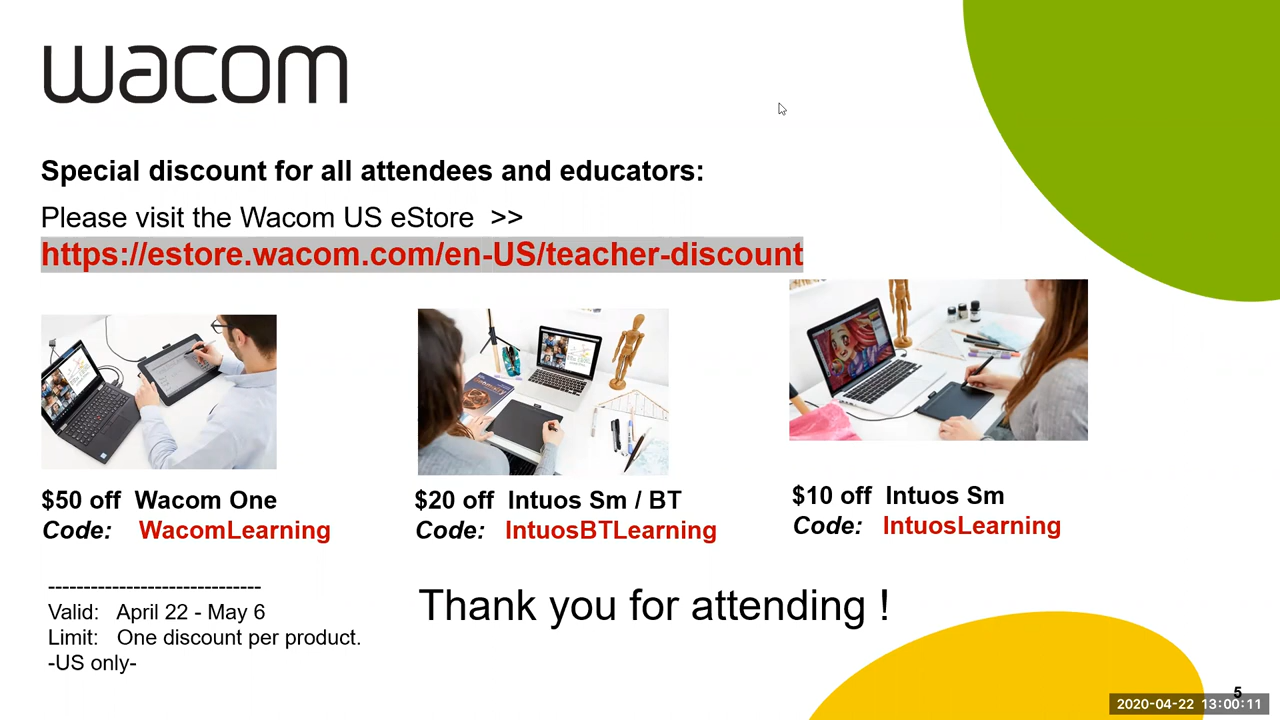 wacom
Special discount for all attendees and educators:
Please visit the Wacom US eStore >>
https://estore.wacom.com/en-US/teacher-discount
$50 off Wacom One
Code: WacomLearning
$20 off Intuos Sm / BT
Code: IntuosBTLearning
$10 off Intuos Sm
Code: IntuosLearning
------------------------------
Valid: April 22 - May 6
Limit: One discount per product.
-US only-
Thank you for attending !
5
2020-04-22 13:00:11